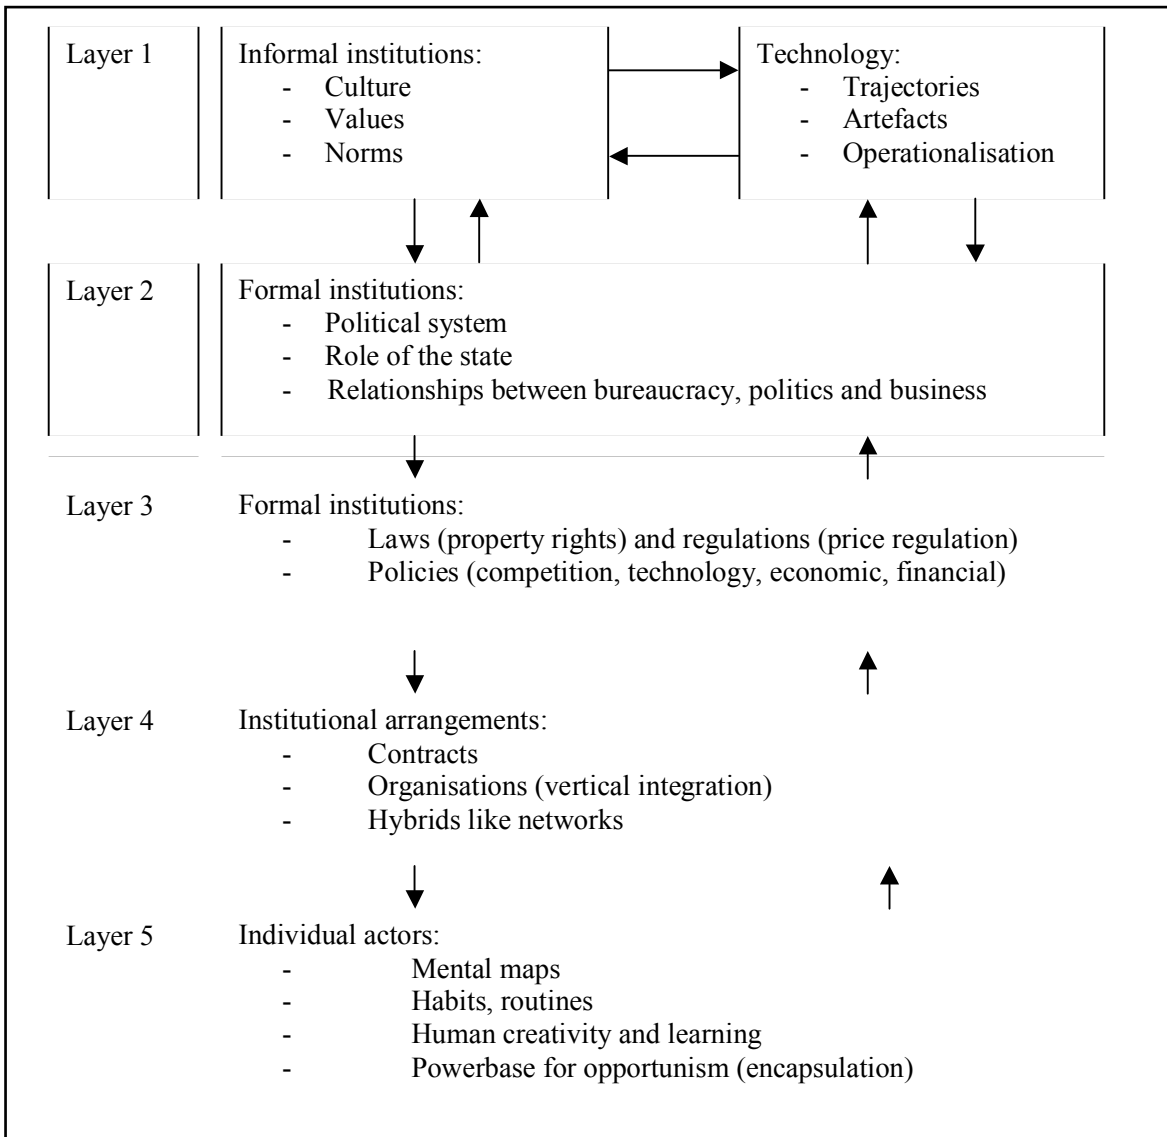 Layer 1
Informal institutions:
- Culture
- Values
- Norms
Technology:
- Trajectories
- Artefacts
- Operationalisation
Layer 2
Formal institutions:
- Political system
- Role of the state
- Relationships between bureaucracy, politics and business
Layer 3
Formal institutions:
- Laws (property rights) and regulations (price regulation)
- Policies (competition, technology, economic, financial)
Layer 4
Institutional arrangements:
- Contracts
- Organisations (vertical integration)
- Hybrids like networks
Layer 5
Individual actors:
- Mental maps
- Habits, routines
- Human creativity and learning
- Powerbase for opportunism (encapsulation)